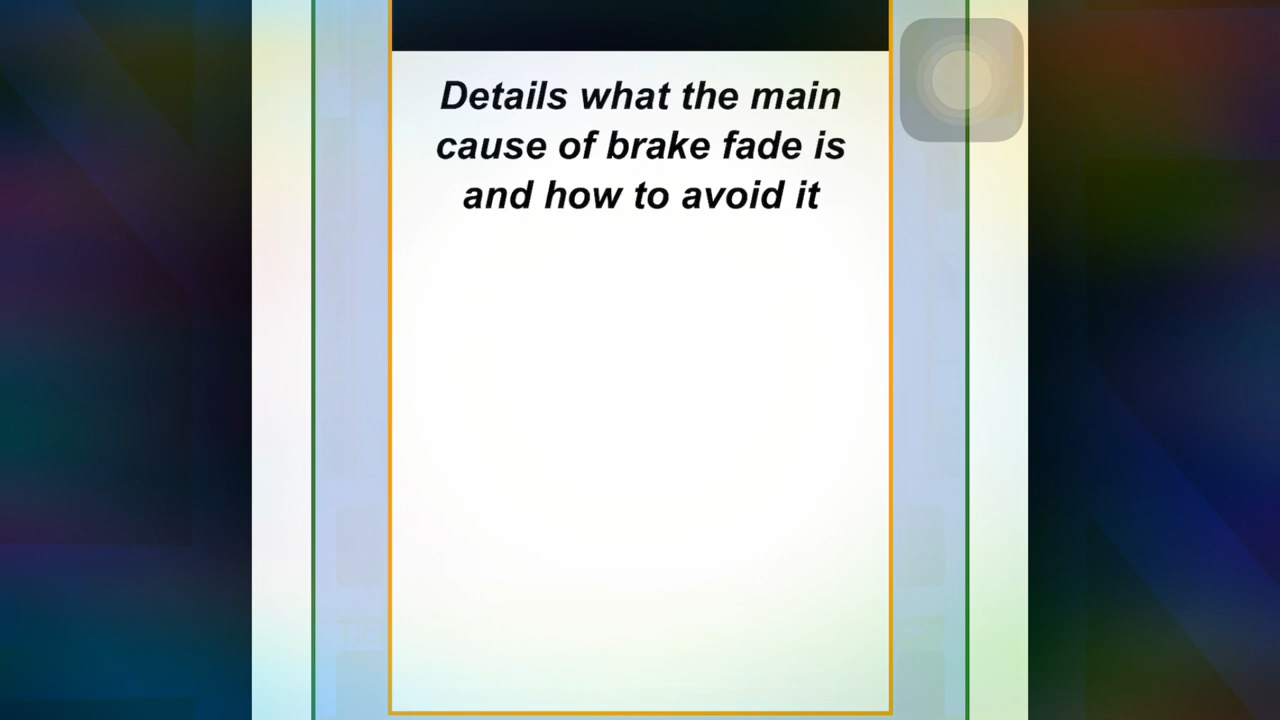 Details what the main
cause of brake fade is
and how to avoid it